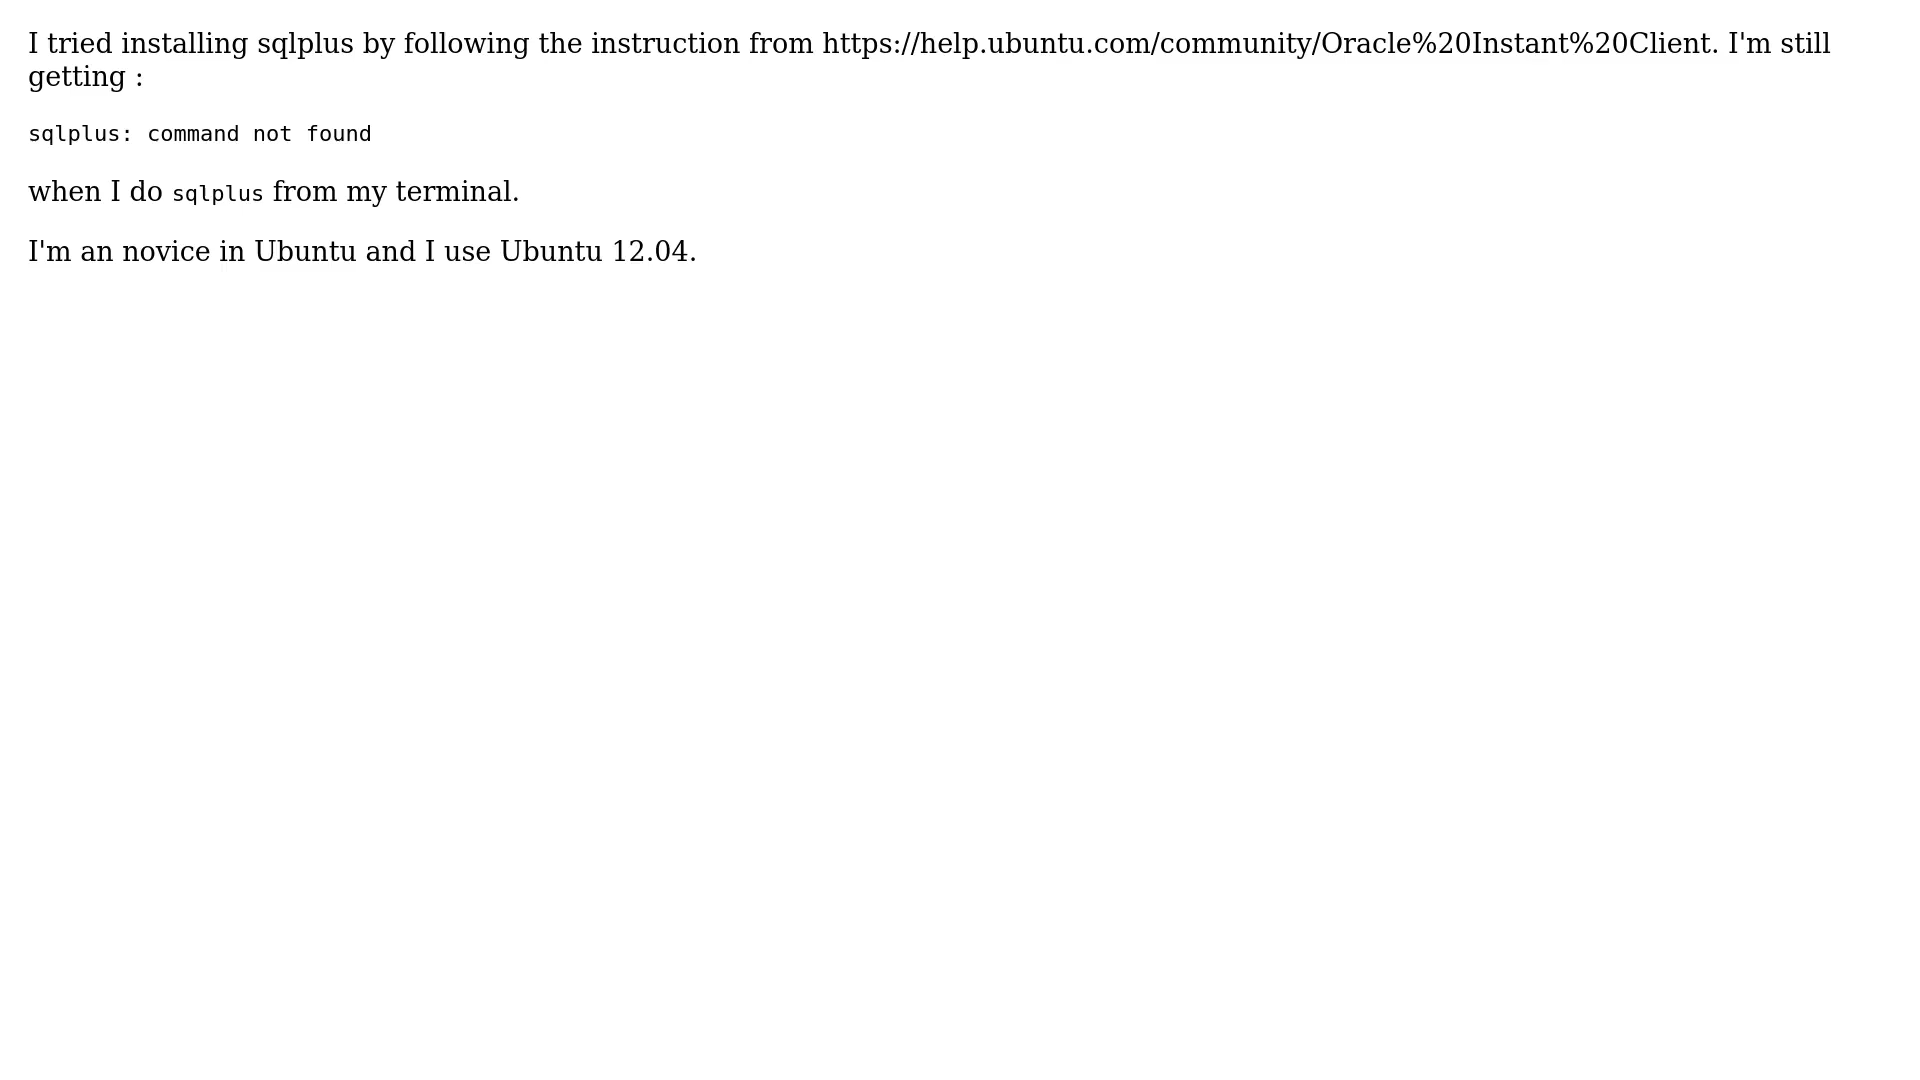 I tried installing sqlplus by following the instruction from https://help.ubuntu.com/community/Oracle%20Instant%20Client. I'm still
getting :
sqlplus: command not found
when I do sqlplus from my terminal.
I'm an novice in Ubuntu and I use Ubuntu 12.04.